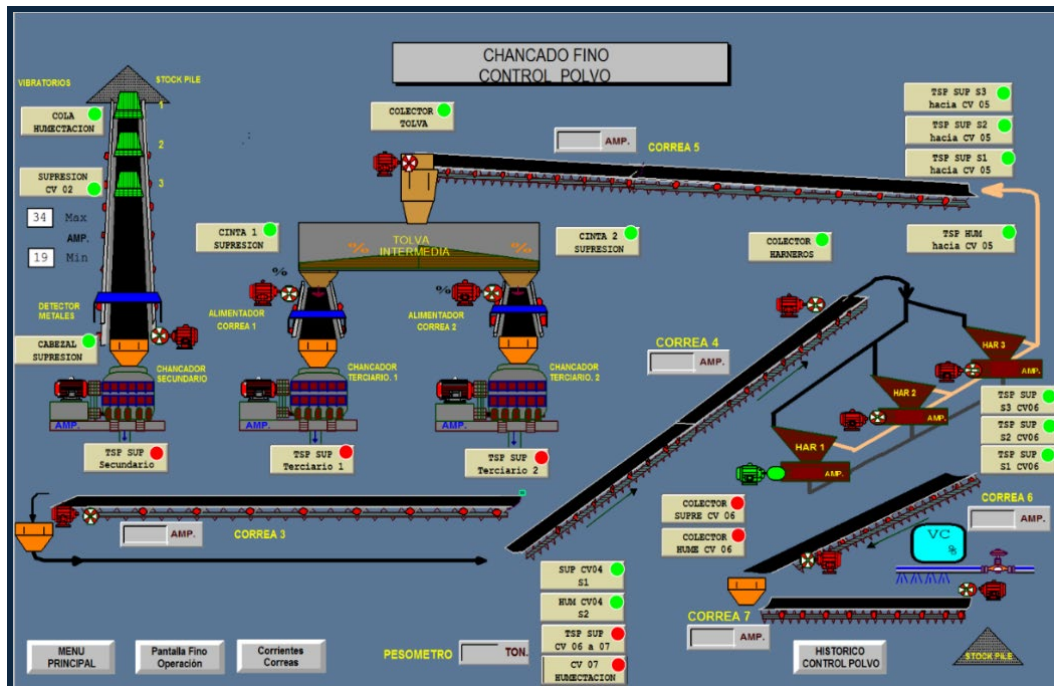 CHANCADO FINO
CONTROL POLVO
VIBRATORIOS
STOCK PILE
1
2
3
COLA
HUMECTACION
SUPRESION
CV 02
34 Max
AMP.
19 Min
DETECTOR
METALES
CABEZAL
SUPRESION
CHANCADOR
SECUNDARIO
AMP.
TSP SUP
Secundario
COLECTOR
TOLVA
AMP.
CORREA 5
TSP SUP S3
hacia CV 05
TSP SUP S2
hacia CV 05
TSP SUP S1
hacia CV 05
TSP HUM
hacia CV 05
CINTA 1
SUPRESION
%
TOLVA
INTERMEDIA
%
CINTA 2
SUPRESION
COLECTOR
HARNEROS
%
%
ALIMENTADOR
CORREA 1
ALIMENTADOR
CORREA 2
CHANCADOR
TERCIARIO. 1
CHANCADOR
TERCIARIO. 2
AMP.
AMP.
TSP SUP
Terciario 1
TSP SUP
Terciario 2
CORREA 4
AMP.
HAR 3
AMP.
HAR 2
HAR 1
AMP.
TSP SUP
S3 CV06
TSP SUP
S2 CV06
TSP SUP
S1 CV06
CORREA 6
AMP.
VC
COLECTOR
SUPRE CV 06
COLECTOR
HUME CV 06
AMP.
CORREA 3
SUP CV04
S1
HUM CV04
S2
TSP SUP
CV 06 a 07
CV 07
HUMECTACION
CORREA 7
AMP.
PESOMETRO
TON.
MENU
PRINCIPAL
Pantalla Fino
Operación
Corrientes
Correas
HISTORICO
CONTROL POLVO
STOCK PILE